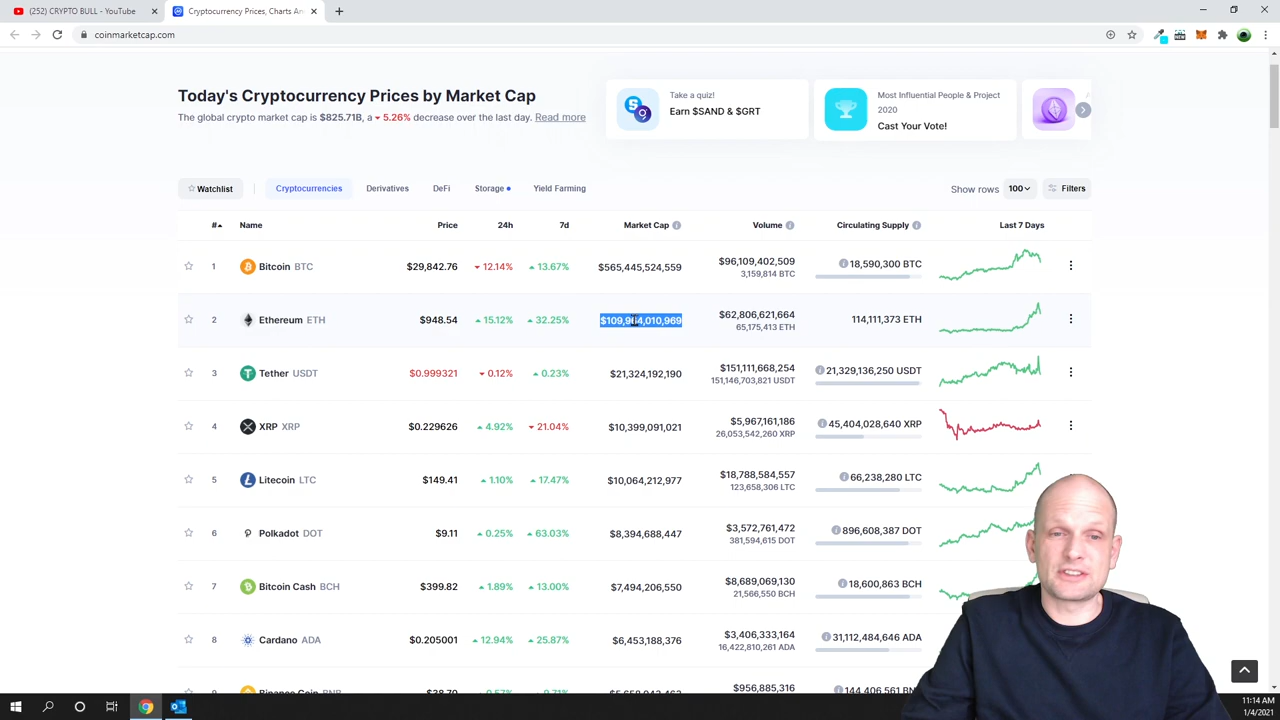 (252) CRYPTO BULL - YouTube
Cryptocurrency Prices, Charts An
coinmarketcap.com
Today's Cryptocurrency Prices by Market Cap
The global crypto market cap is $825.71B, a 5.26% decrease over the last day. Read more
Take a quiz!
Earn $SAND & $GRT
Most Influential People & Project
2020
Cast Your Vote!
Watchlist
Cryptocurrencies Derivatives DeFi Storage Yield Farming
Show rows 100 Filters
# Name Price 24h 7d Market Cap Volume Circulating Supply Last 7 Days
1 Bitcoin BTC $29,842.76 12.14% 13.67% $565,445,524,559 $96,109,402,509 18,590,300 BTC
3,159,814 BTC
2 Ethereum ETH $948.54 15.12% 32.25% $62,806,621,664 114,111,373 ETH
65,175,413 ETH
3 Tether USDT $0.999321 0.12% 0.23% $21,324,192,190 $151,111,668,254 21,329,136,250 USDT
151,146,703,821 USDT
4 XRP XRP $0.229626 4.92% 21.04% $10,399,091,021 $5,967,161,186 45,404,028,640 XRP
26,053,542,260 XRP
5 Litecoin LTC $149.41 1.10% 17.47% $10,064,212,977 $18,788,584,557 66,238,280 LTC
123,658,306 LTC
6 Polkadot DOT $9.11 0.25% 63.03% $8,394,688,447 $3,572,761,472 896,608,387 DOT
381,594,615 DOT
7 Bitcoin Cash BCH $399.82 1.89% 13.00% $7,494,206,550 $8,689,069,130 18,600,863 BCH
21,566,550 BCH
8 Cardano ADA $0.205001 12.94% 25.87% $6,453,188,376 $3,406,333,164 31,112,484,646 ADA
16,422,810,261 ADA
Binance Coin BNB $956,885,316
11:14 AM
1/4/2021